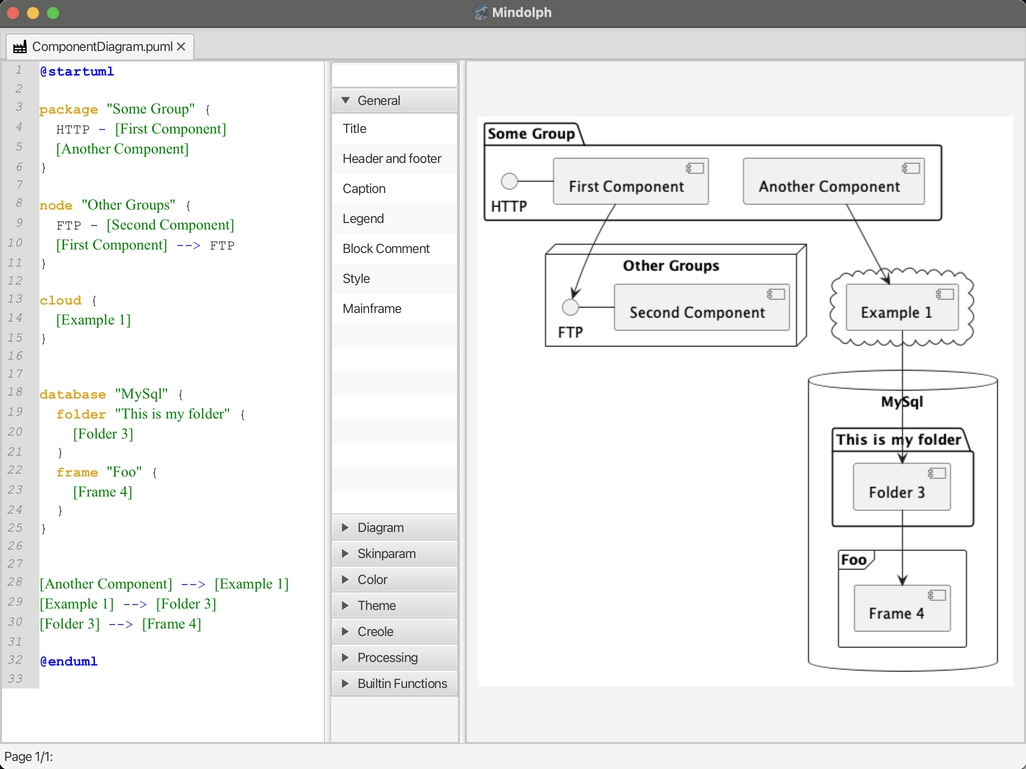 Mindolph
ComponentDiagram.puml ✕
1 @startuml
2
3 package "Some Group" {
4 HTTP - [First Component]
5 [Another Component]
6 }
7
8 node "Other Groups" {
9 FTP - [Second Component]
10 [First Component] --> FTP
11 }
12
13 cloud {
14 [Example 1]
15 }
16
17
18 database "MySql" {
19 folder "This is my folder" {
20 [Folder 3]
21 }
22 frame "Foo" {
23 [Frame 4]
24 }
25 }
26
27
28 [Another Component] --> [Example 1]
29 [Example 1] --> [Folder 3]
30 [Folder 3] --> [Frame 4]
31
32 @enduml
33
General
Title
Header and footer
Caption
Legend
Block Comment
Style
Mainframe
Diagram
Skinparam
Color
Theme
Creole
Processing
Builtin Functions
Some Group
First Component
Another Component
HTTP
Other Groups
Second Component
FTP
Example 1
MySql
This is my folder
Folder 3
Foo
Frame 4
Page 1/1: